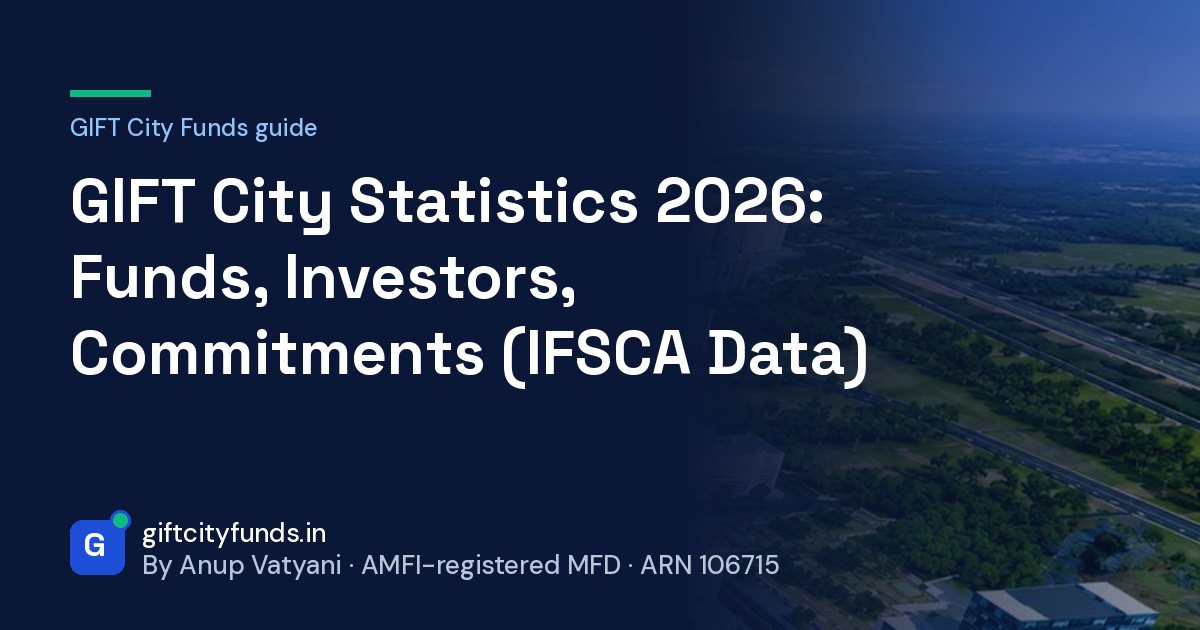 GIFT City Funds guide
GIFT City Statistics 2026:
Funds, Investors,
Commitments (IFSCA Data)
G
giftcityfunds.in
By Anup Vatyani · AMFI-registered MFD · ARN 106715